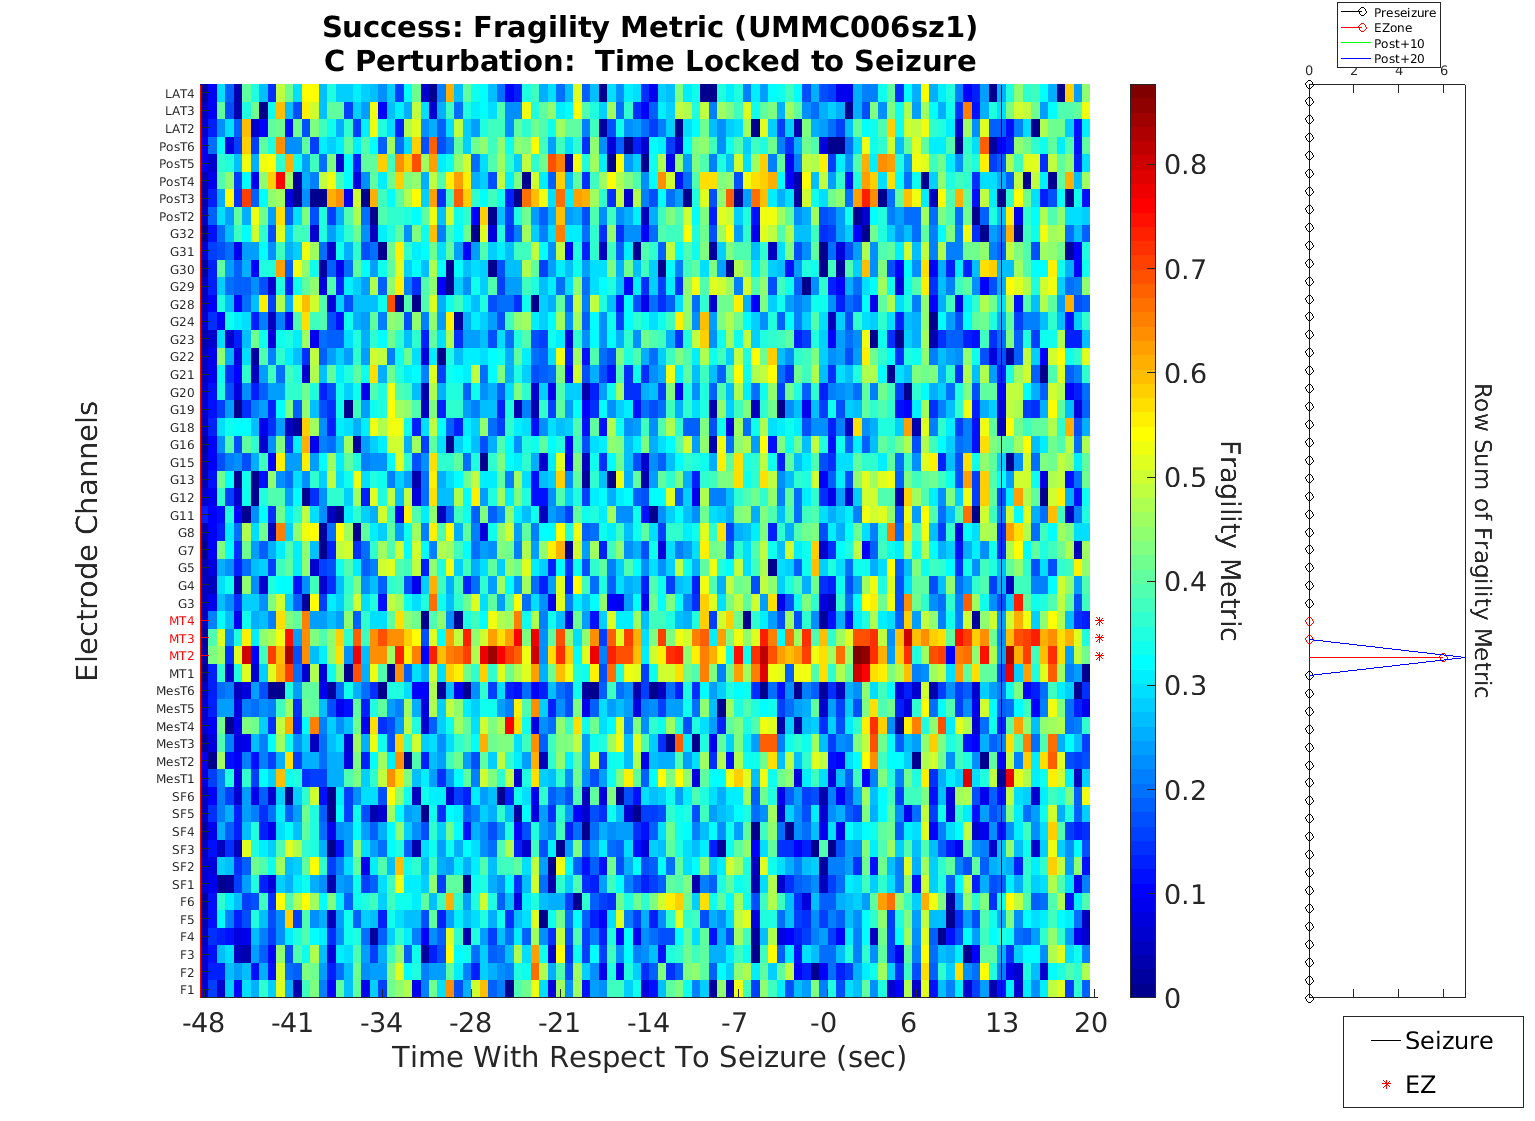 Success: Fragility Metric (UMMC006sz1)
C Perturbation:  Time Locked to Seizure
Electrode Channels
LAT4
LAT3
LAT2
PosT6
PosT5
PosT4
PosT3
PosT2
G32
G31
G30
G29
G28
G24
G23
G22
G21
G20
G19
G18
G16
G15
G13
G12
G11
G8
G7
G5
G4
G3
MT4
MT3
MT2
MT1
MesT6
MesT5
MesT4
MesT3
MesT2
MesT1
SF6
SF5
SF4
SF3
SF2
SF1
F6
F5
F4
F3
F2
F1
-48 -41 -34 -28 -21 -14 -7 -0 6 13 20
Time With Respect To Seizure (sec)
0.8
0.7
0.6
0.5
0.4
0.3
0.2
0.1
0
Fragility Metric
Preseizure
EZone
Post+10
Post+20
0 2 4 6
Row Sum of Fragility Metric
Seizure
EZ